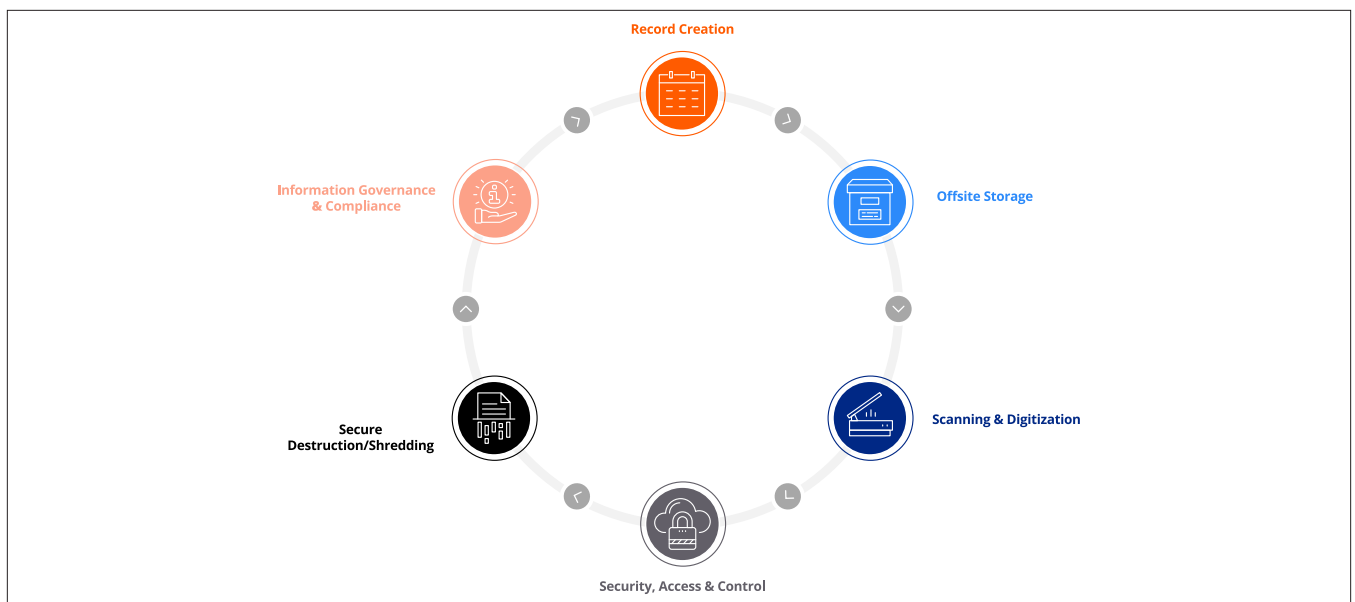 Record Creation
Offsite Storage
Scanning & Digitization
Security, Access & Control
Secure
Destruction/Shredding
Information Governance
& Compliance